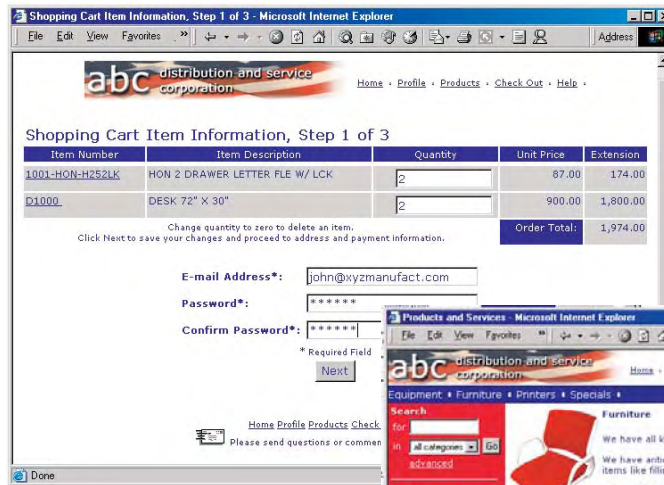 Shopping Cart Item Information, Step 1 of 3 - Microsoft Internet Explorer
File Edit View Favorites » Address
abc distribution and service corporation
Home • Profile • Products • Check Out • Help •
Shopping Cart Item Information, Step 1 of 3
Item Number Item Description Quantity Unit Price Extension
1001-HON-H252LK HON 2 DRAWER LETTER FLE W/ LCK 2 87.00 174.00
D1000 DESK 72" X 30" 2 900.00 1,800.00
Change quantity to zero to delete an item.
Click Next to save your changes and proceed to address and payment information.
Order Total: 1,974.00
E-mail Address*: john@xyzmanufact.com
Password*: ******
Confirm Password*: ******
* Required Field
Next
Home Profile Products Check
Please send questions or commen
Done
Products and Services - Microsoft Internet Explorer
File Edit View Favorites »
abc distribution and service corporation
Home •
Equipment • Furniture • Printers • Specials •
Search
for
in all categories Go
advanced
Furniture
We have all k
We have anti
items like fili